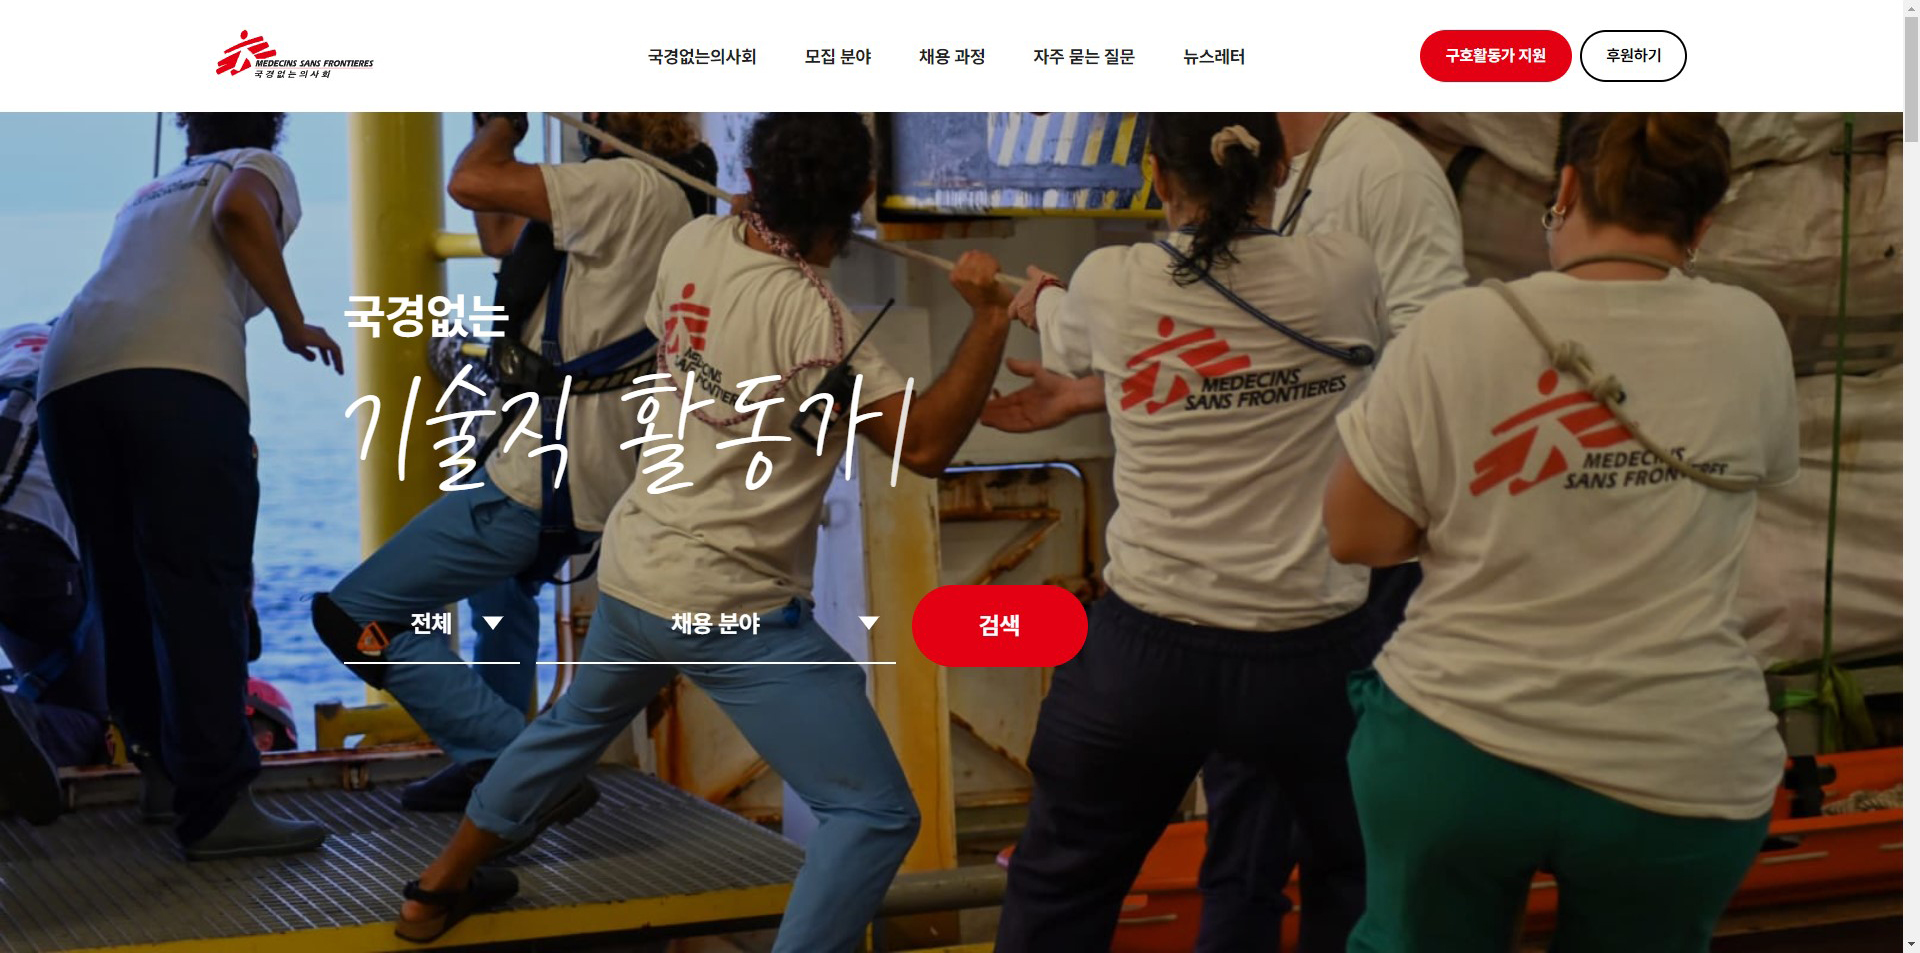 MEDECINS SANS FRONTIERES
국경없는의사회
국경없는의사회
모집 분야
채용 과정
자주 묻는 질문
뉴스레터
구호활동가 지원
후원하기
국경없는
기술직 활동가
MEDECINS
SANS FRONTIERES
MEDECINS
SANS FRONTIERES
전체
채용 분야
검색